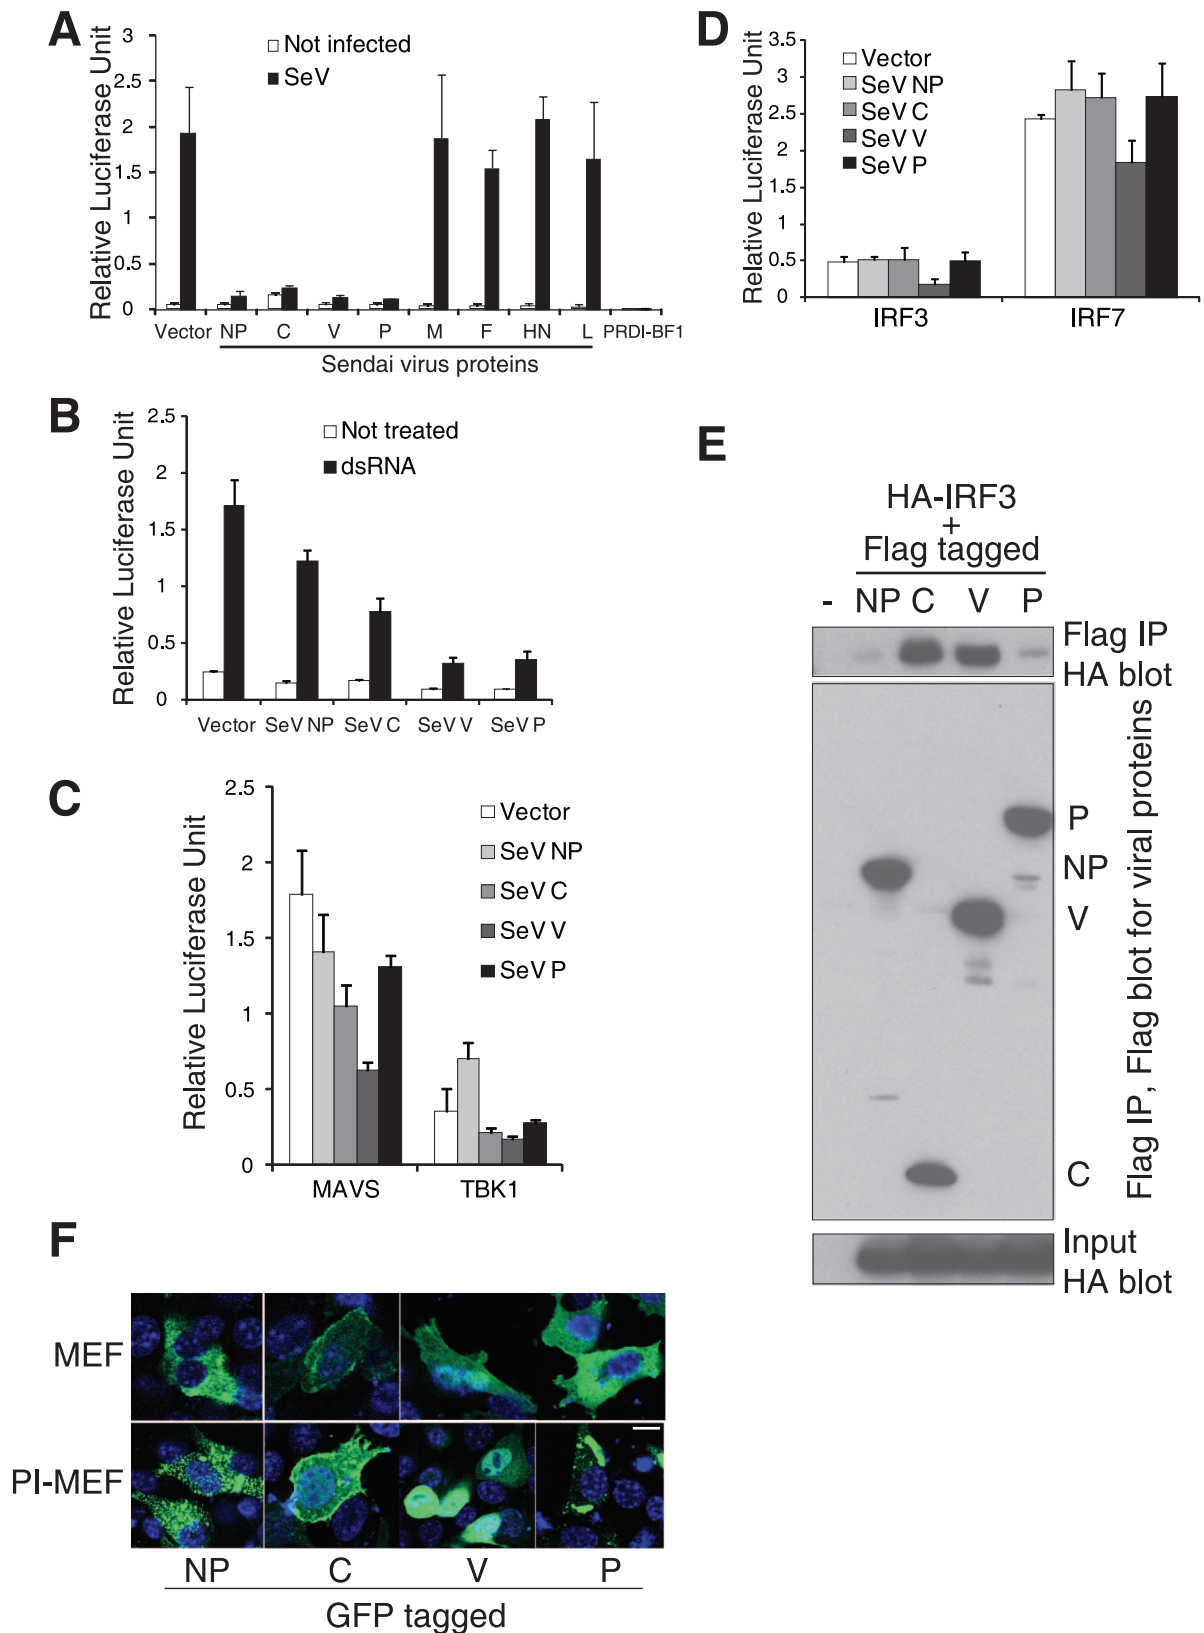 A
Relative Luciferase Unit
3
2.5
2
1.5
1
0.5
0
Not infected
SeV
Vector NP C V P M F HN L PRDI-BF1
Sendai virus proteins
B
Relative Luciferase Unit
2.5
2
1.5
1
0.5
0
Not treated
dsRNA
Vector SeV NP SeV C SeV V SeV P
C
Relative Luciferase Unit
2.5
2
1.5
1
0.5
0
Vector
SeV NP
SeV C
SeV V
SeV P
MAVS TBK1
D
Relative Luciferase Unit
3.5
3
2.5
2
1.5
1
0.5
0
Vector
SeV NP
SeV C
SeV V
SeV P
IRF3 IRF7
E
HA-IRF3
+
Flag tagged
- NP C V P
Flag IP
HA blot
P
NP
V
C
Flag IP, Flag blot for viral proteins
Input
HA blot
F
MEF
PI-MEF
NP C V P
GFP tagged